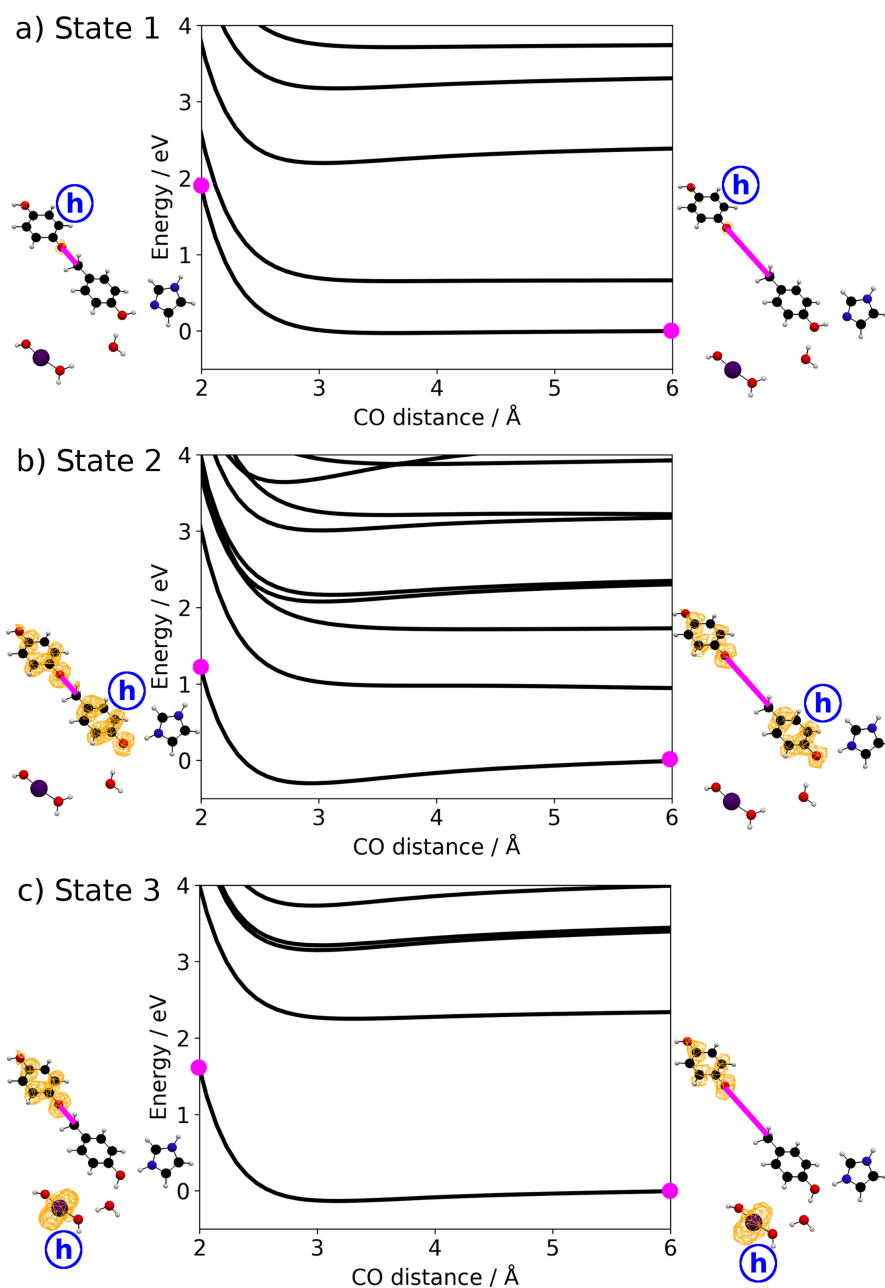 a) State 1
4
3
2
1
0
Energy / eV
h
h
2 3 4 5 6
CO distance / Å
b) State 2
4
3
2
1
0
Energy / eV
h
h
2 3 4 5 6
CO distance / Å
c) State 3
4
3
2
1
0
Energy / eV
h
h
2 3 4 5 6
CO distance / Å